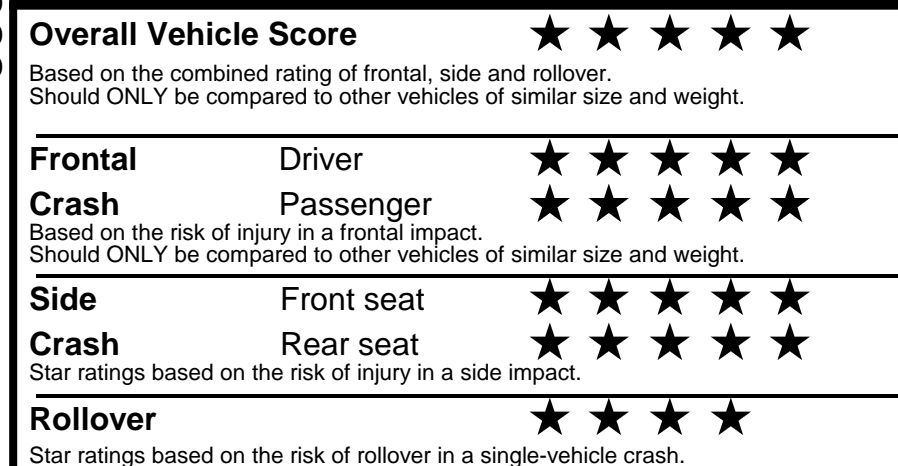 Overall Vehicle Score ★ ★ ★ ★ ★
Based on the combined rating of frontal, side and rollover.
Should ONLY be compared to other vehicles of similar size and weight.
Frontal Driver ★ ★ ★ ★ ★
Crash Passenger ★ ★ ★ ★ ★
Based on the risk of injury in a frontal impact.
Should ONLY be compared to other vehicles of similar size and weight.
Side Front seat ★ ★ ★ ★ ★
Crash Rear seat ★ ★ ★ ★ ★
Star ratings based on the risk of injury in a side impact.
Rollover ★ ★ ★ ★
Star ratings based on the risk of rollover in a single-vehicle crash.